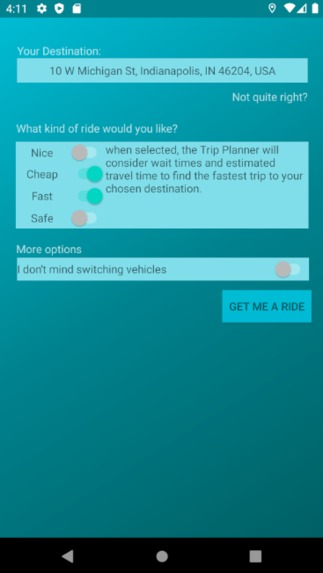 4:11
Your Destination:
10 W Michigan St, Indianapolis, IN 46204, USA
Not quite right?
What kind of ride would you like?
Nice
Cheap
Fast
Safe
when selected, the Trip Planner will
consider wait times and estimated
travel time to find the fastest trip to your
chosen destination.
More options
I don't mind switching vehicles
GET ME A RIDE